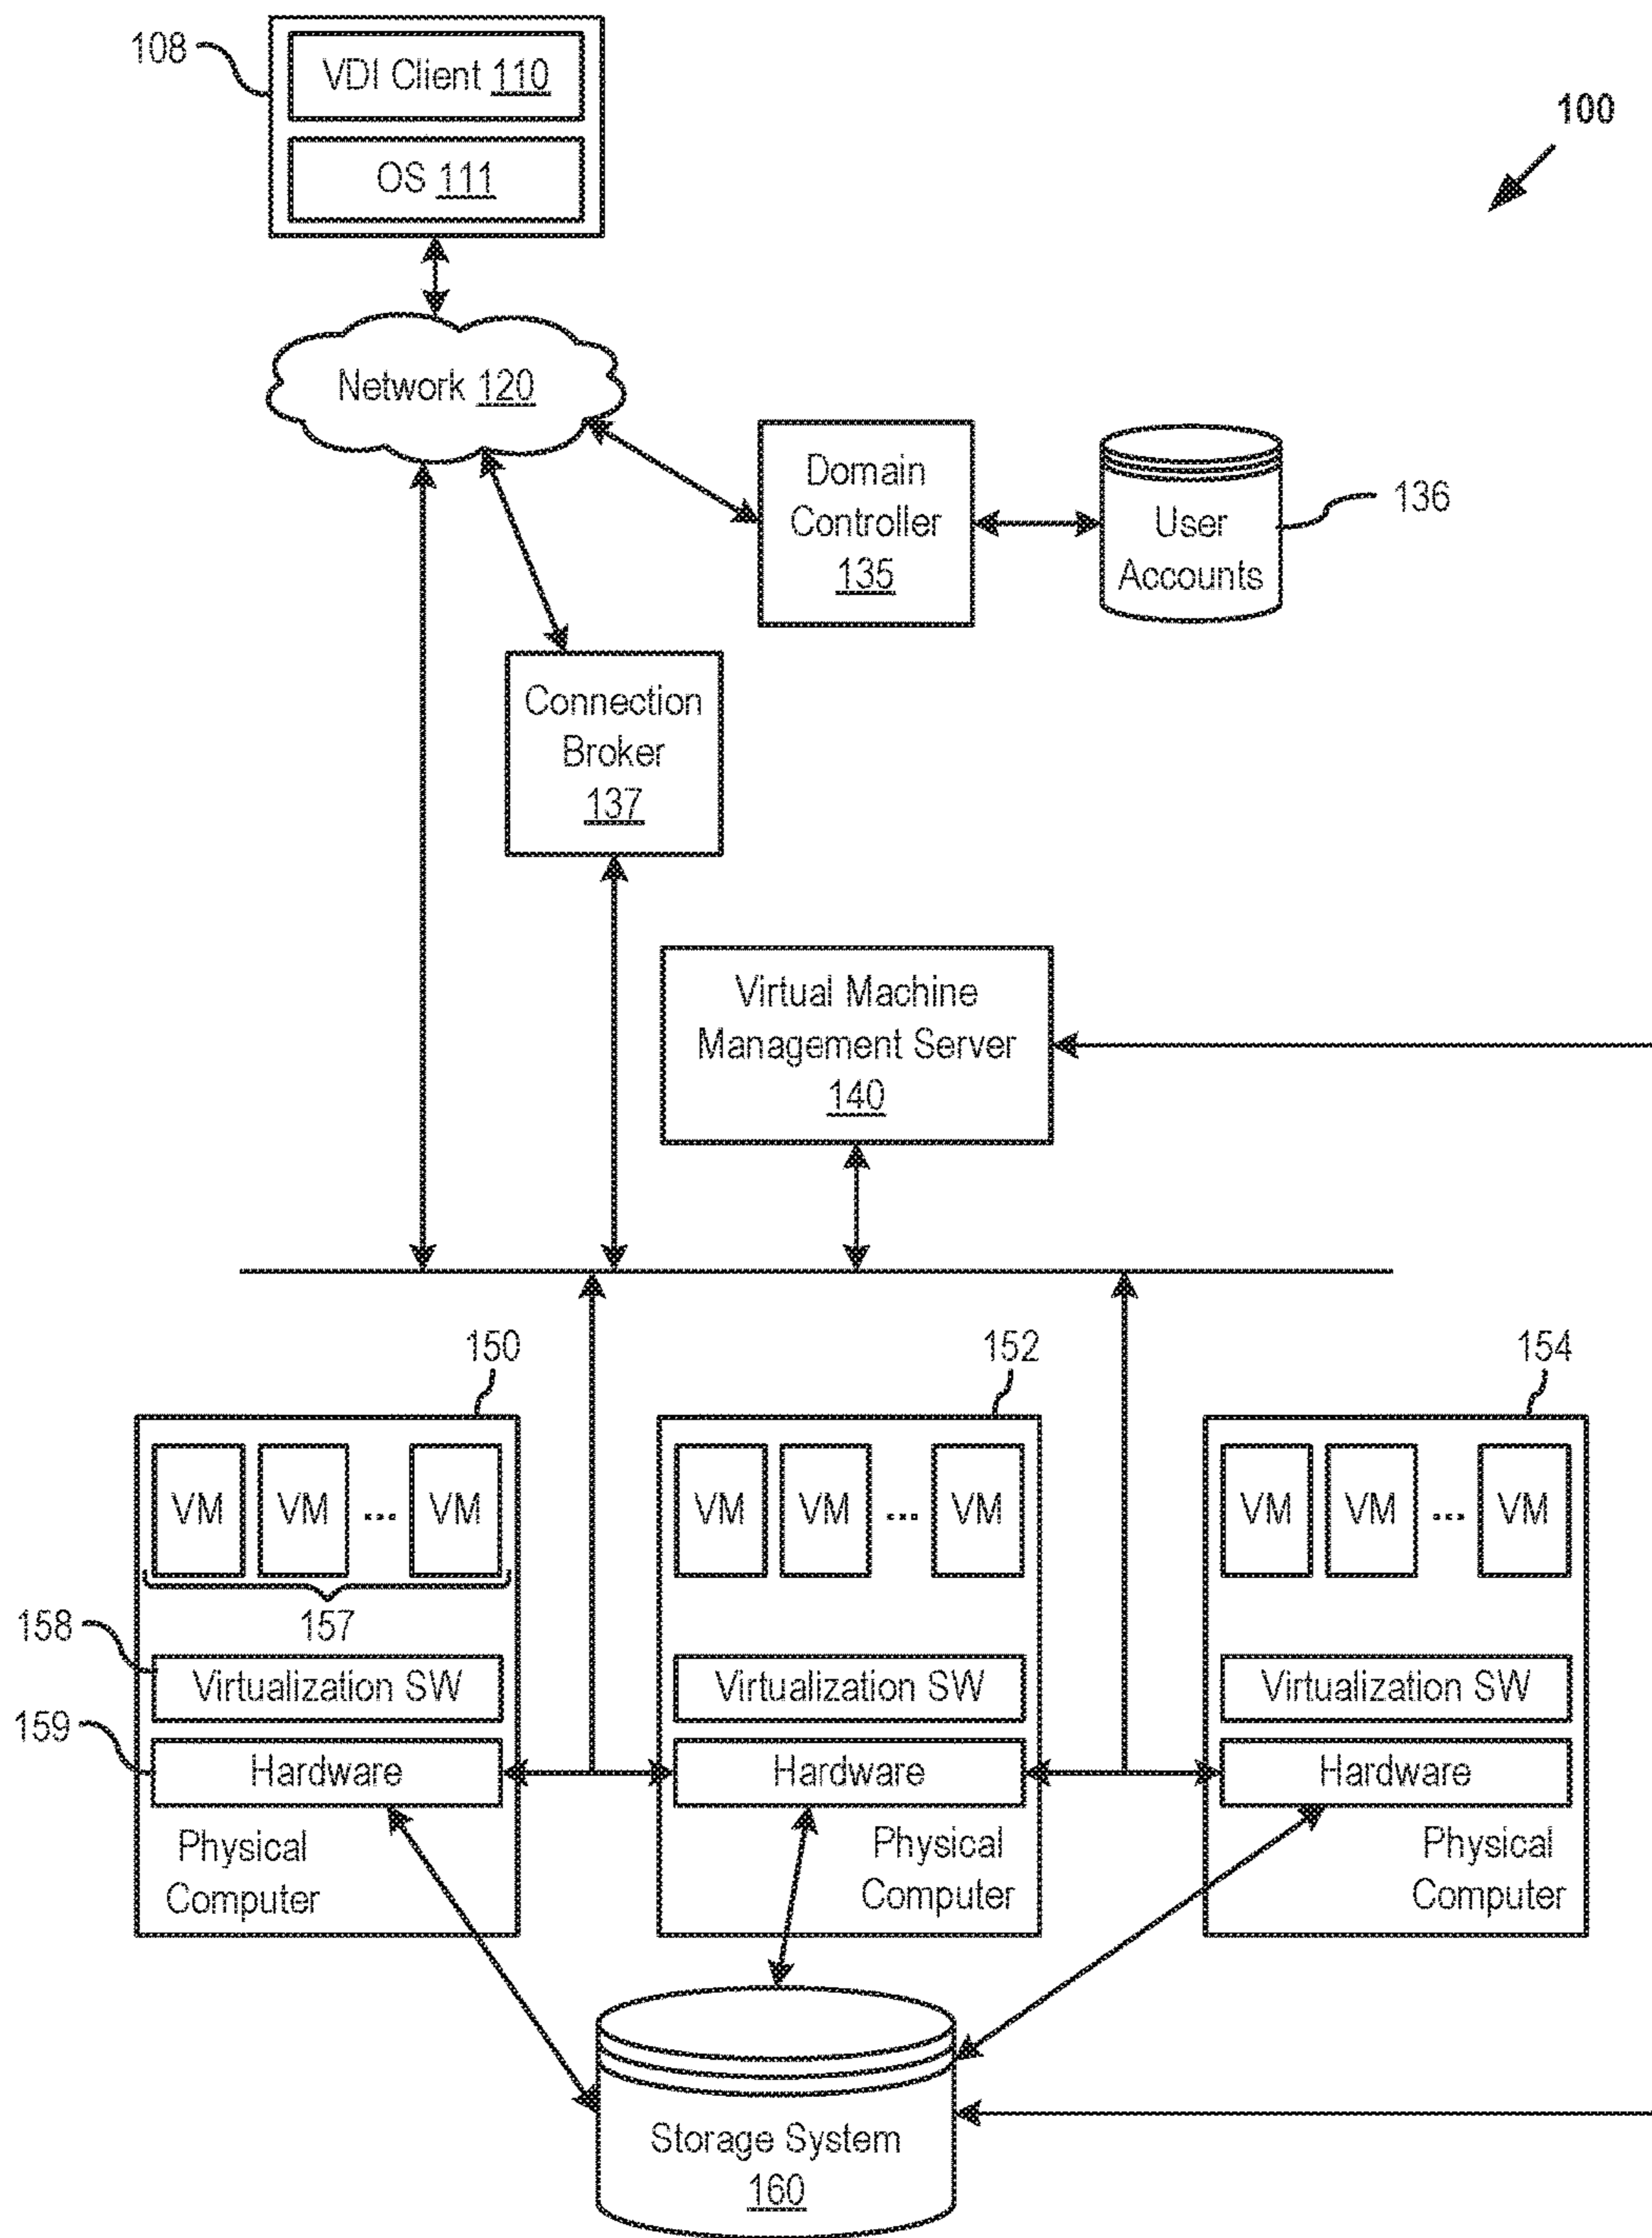 108
VDI Client 110
OS 111
100
Network 120
Domain
Controller
135
User
Accounts
136
Connection
Broker
137
Virtual Machine
Management Server
140
150
152
154
VM VM ... VM
VM VM ... VM
VM VM ... VM
157
158
Virtualization SW
Virtualization SW
Virtualization SW
159
Hardware
Hardware
Hardware
Physical
Computer
Physical
Computer
Physical
Computer
Storage System
160